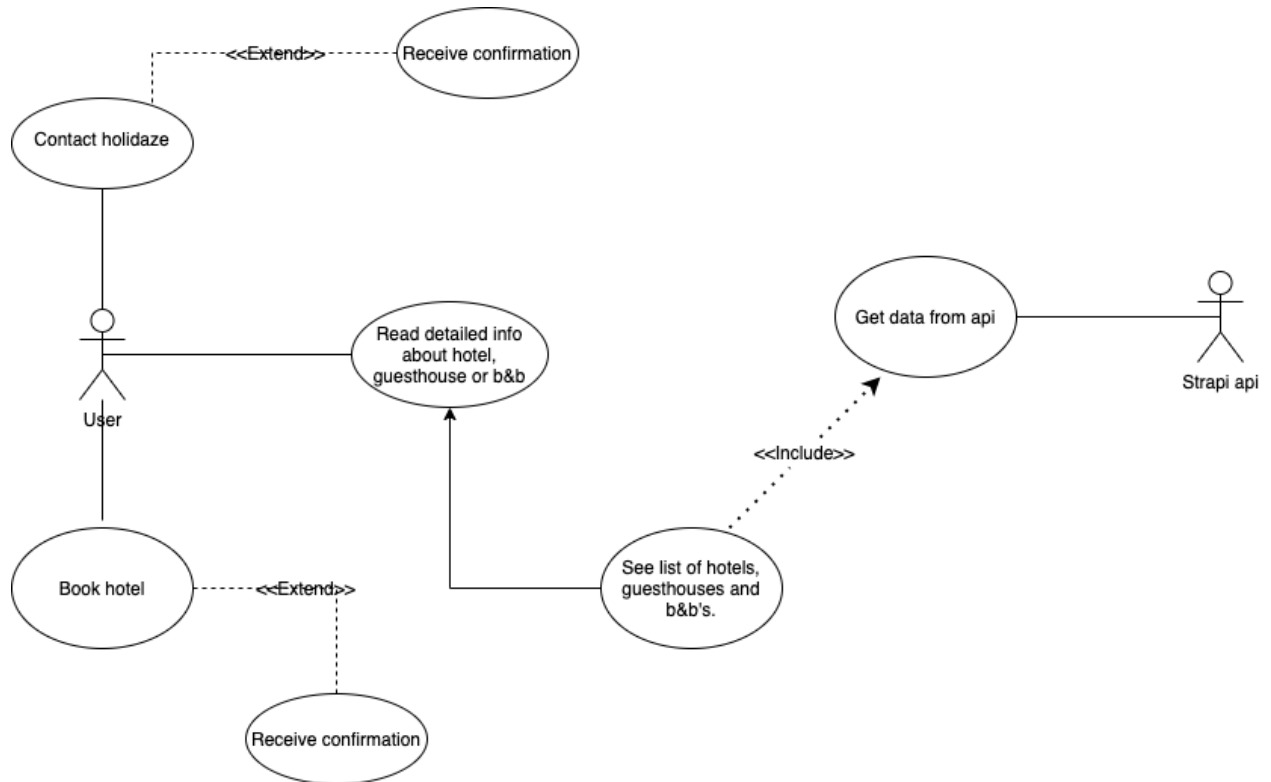 <<Extend>>
Receive confirmation
Contact holidaze
Get data from api
Read detailed info
about hotel,
guesthouse or b&b
Strapi api
User
<<Include>>
See list of hotels,
guesthouses and
b&b's.
Book hotel
<<Extend>>
Receive confirmation